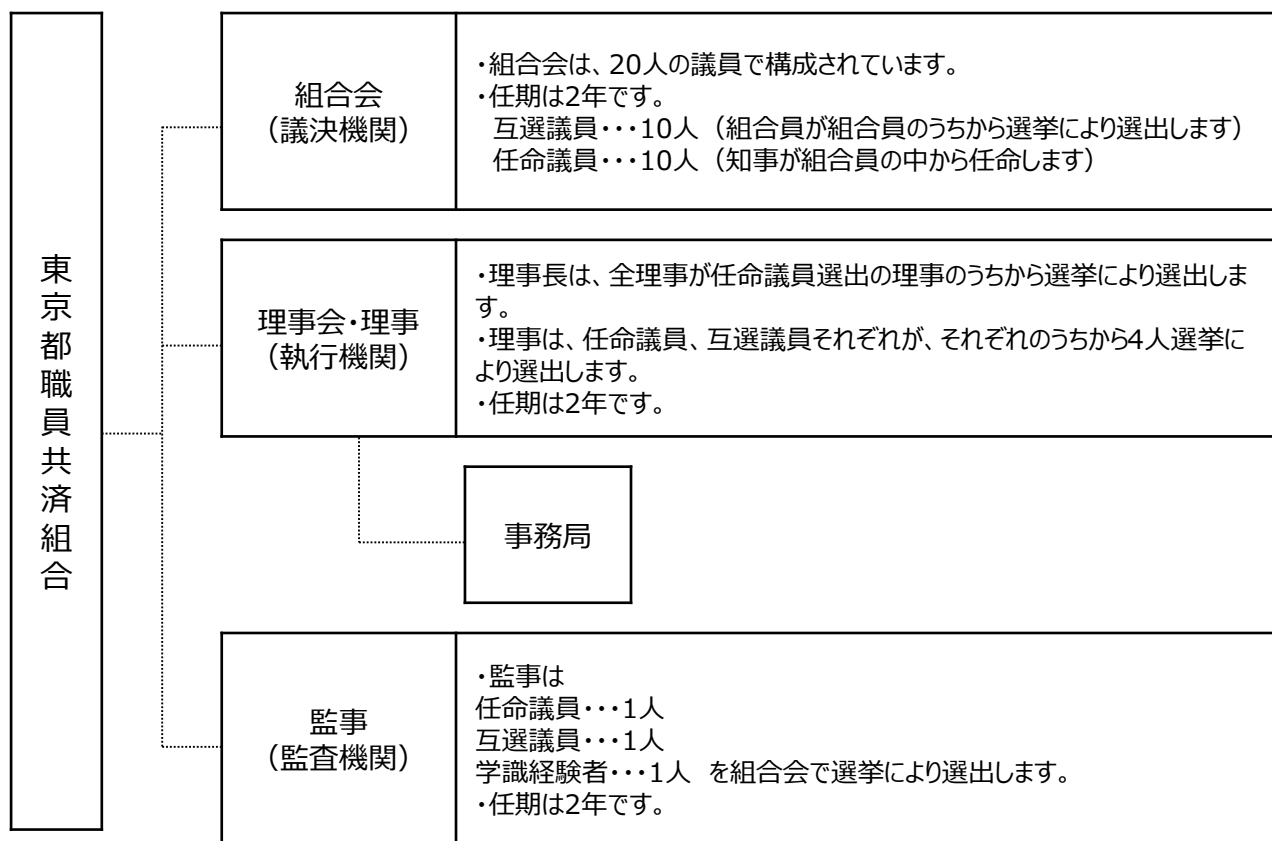 東京都職員共済組合
組合会
（議決機関）
・組合会は、20人の議員で構成されています。
・任期は2年です。
互選議員・・・10人（組合員が組合員のうちから選挙により選出します）
任命議員・・・10人（知事が組合員の中から任命します）
理事会・理事
（執行機関）
・理事長は、全理事が任命議員選出の理事のうちから選挙により選出しま
す。
・理事は、任命議員、互選議員それぞれが、それぞれのうちから4人選挙に
より選出します。
・任期は2年です。
事務局
監事
（監査機関）
・監事は
任命議員・・・1人
互選議員・・・1人
学識経験者・・・1人 を組合会で選挙により選出します。
・任期は2年です。